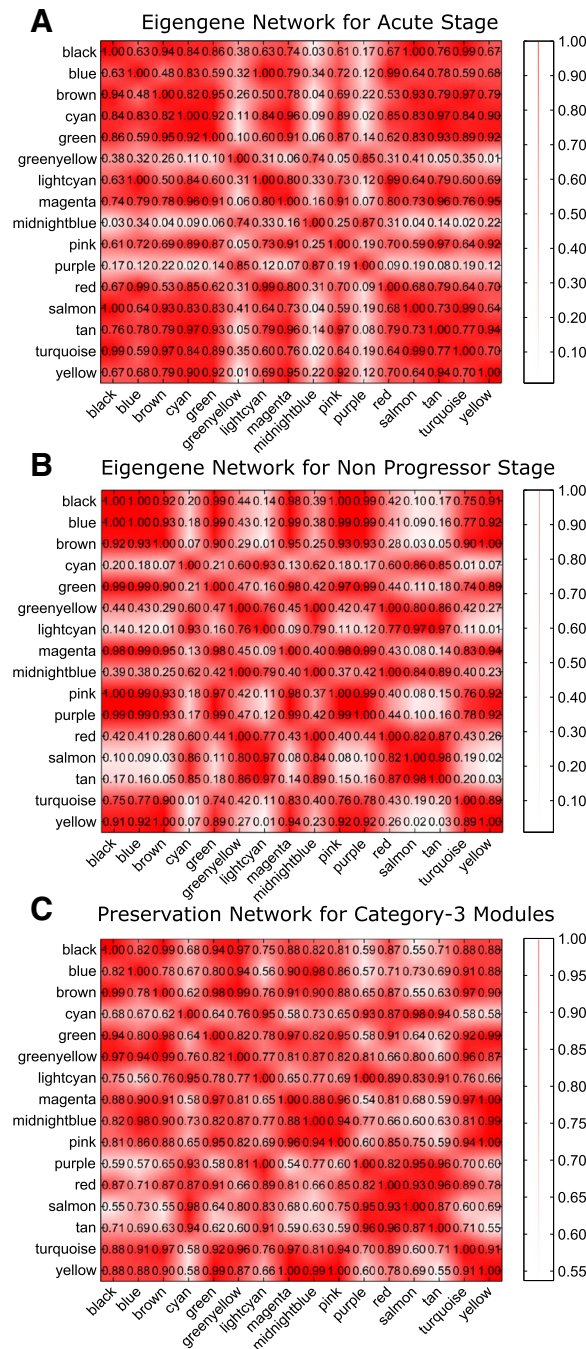 A
Eigengene Network for Acute Stage
black 1.00 0.63 0.94 0.84 0.86 0.38 0.63 0.74 0.03 0.61 0.17 0.67 1.00 0.76 0.99 0.67 1.00
blue 0.63 1.00 0.48 0.83 0.59 0.32 1.00 0.79 0.34 0.72 0.12 0.99 0.64 0.78 0.59 0.68 0.90
brown 0.94 0.48 1.00 0.82 0.95 0.26 0.50 0.78 0.04 0.69 0.22 0.53 0.93 0.79 0.97 0.79 0.80
cyan 0.84 0.83 0.82 1.00 0.92 0.11 0.84 0.96 0.09 0.89 0.02 0.85 0.83 0.97 0.84 0.90 0.70
green 0.86 0.59 0.95 0.92 1.00 0.10 0.60 0.91 0.06 0.87 0.14 0.62 0.83 0.93 0.89 0.92 0.60
greenyellow 0.38 0.32 0.26 0.11 0.10 1.00 0.31 0.06 0.74 0.05 0.85 0.31 0.41 0.05 0.35 0.01
lightcyan 0.63 1.00 0.50 0.84 0.60 0.31 1.00 0.80 0.33 0.73 0.12 0.99 0.64 0.79 0.60 0.69 0.50
magenta 0.74 0.79 0.78 0.96 0.91 0.06 0.80 1.00 0.16 0.91 0.07 0.80 0.73 0.96 0.76 0.95
midnightblue 0.03 0.34 0.04 0.09 0.06 0.74 0.33 0.16 1.00 0.25 0.87 0.31 0.04 0.14 0.02 0.22 0.40
pink 0.61 0.72 0.69 0.89 0.87 0.05 0.73 0.91 0.25 1.00 0.19 0.70 0.59 0.97 0.64 0.92
purple 0.17 0.12 0.22 0.02 0.14 0.85 0.12 0.07 0.87 0.19 1.00 0.09 0.19 0.08 0.19 0.12 0.30
red 0.67 0.99 0.53 0.85 0.62 0.31 0.99 0.80 0.31 0.70 0.09 1.00 0.68 0.79 0.64 0.70
salmon 1.00 0.64 0.93 0.83 0.83 0.41 0.64 0.73 0.04 0.59 0.19 0.68 1.00 0.73 0.99 0.64 0.20
tan 0.76 0.78 0.79 0.97 0.93 0.05 0.79 0.96 0.14 0.97 0.08 0.79 0.73 1.00 0.77 0.94
turquoise 0.99 0.59 0.97 0.84 0.89 0.35 0.60 0.76 0.02 0.64 0.19 0.64 0.99 0.77 1.00 0.70 0.10
yellow 0.67 0.68 0.79 0.90 0.92 0.01 0.69 0.95 0.22 0.92 0.12 0.70 0.64 0.94 0.70 1.00
black blue brown cyan green greenyellow lightcyan magenta midnightblue pink purple red salmon tan turquoise yellow
B
Eigengene Network for Non Progressor Stage
black 1.00 1.00 0.92 0.20 0.99 0.44 0.14 0.98 0.39 1.00 0.99 0.42 0.10 0.17 0.75 0.91 1.00
blue 1.00 1.00 0.93 0.18 0.99 0.43 0.12 0.99 0.38 0.99 0.99 0.41 0.09 0.16 0.77 0.92 0.90
brown 0.92 0.93 1.00 0.07 0.90 0.29 0.01 0.95 0.25 0.93 0.93 0.28 0.03 0.05 0.90 1.00 0.80
cyan 0.20 0.18 0.07 1.00 0.21 0.60 0.93 0.13 0.62 0.18 0.17 0.60 0.86 0.85 0.01 0.07 0.70
green 0.99 0.99 0.90 0.21 1.00 0.47 0.16 0.98 0.42 0.97 0.99 0.44 0.11 0.18 0.74 0.89 0.60
greenyellow 0.44 0.43 0.29 0.60 0.47 1.00 0.76 0.45 1.00 0.42 0.47 1.00 0.80 0.86 0.42 0.27
lightcyan 0.14 0.12 0.01 0.93 0.16 0.76 1.00 0.09 0.79 0.11 0.12 0.77 0.97 0.97 0.11 0.01 0.50
magenta 0.98 0.99 0.95 0.13 0.98 0.45 0.09 1.00 0.40 0.98 0.99 0.43 0.08 0.14 0.83 0.94
midnightblue 0.39 0.38 0.25 0.62 0.42 1.00 0.79 0.40 1.00 0.37 0.42 1.00 0.84 0.89 0.40 0.23 0.40
pink 1.00 0.99 0.93 0.18 0.97 0.42 0.11 0.98 0.37 1.00 0.99 0.40 0.08 0.15 0.76 0.92
purple 0.99 0.99 0.93 0.17 0.99 0.47 0.12 0.99 0.42 0.99 1.00 0.44 0.10 0.16 0.78 0.92 0.30
red 0.42 0.41 0.28 0.60 0.44 1.00 0.77 0.43 1.00 0.40 0.44 1.00 0.82 0.87 0.43 0.26
salmon 0.10 0.09 0.03 0.86 0.11 0.80 0.97 0.08 0.84 0.08 0.10 0.82 1.00 0.98 0.19 0.02 0.20
tan 0.17 0.16 0.05 0.85 0.18 0.86 0.97 0.14 0.89 0.15 0.16 0.87 0.98 1.00 0.20 0.03
turquoise 0.75 0.77 0.90 0.01 0.74 0.42 0.11 0.83 0.40 0.76 0.78 0.43 0.19 0.20 1.00 0.89 0.10
yellow 0.91 0.92 1.00 0.07 0.89 0.27 0.01 0.94 0.23 0.92 0.92 0.26 0.02 0.03 0.89 1.00
black blue brown cyan green greenyellow lightcyan magenta midnightblue pink purple red salmon tan turquoise yellow
C
Preservation Network for Category-3 Modules
black 1.00 0.82 0.99 0.68 0.94 0.97 0.75 0.88 0.82 0.81 0.59 0.87 0.55 0.71 0.88 0.88 1.00
blue 0.82 1.00 0.78 0.67 0.80 0.94 0.56 0.90 0.98 0.86 0.57 0.71 0.73 0.69 0.91 0.88
brown 0.99 0.78 1.00 0.62 0.98 0.99 0.76 0.91 0.90 0.88 0.65 0.87 0.55 0.63 0.97 0.90 0.95
cyan 0.68 0.67 0.62 1.00 0.64 0.76 0.95 0.58 0.73 0.65 0.93 0.87 0.98 0.94 0.58 0.58 0.90
green 0.94 0.80 0.98 0.64 1.00 0.82 0.78 0.97 0.82 0.95 0.58 0.91 0.64 0.62 0.92 0.99
greenyellow 0.97 0.94 0.99 0.76 0.82 1.00 0.77 0.81 0.87 0.82 0.81 0.66 0.80 0.60 0.96 0.87 0.85
lightcyan 0.75 0.56 0.76 0.95 0.78 0.77 1.00 0.65 0.77 0.69 1.00 0.89 0.83 0.91 0.76 0.66 0.80
magenta 0.88 0.90 0.91 0.58 0.97 0.81 0.65 1.00 0.88 0.96 0.54 0.81 0.68 0.59 0.97 1.00
midnightblue 0.82 0.98 0.90 0.73 0.82 0.87 0.77 0.88 1.00 0.94 0.77 0.66 0.60 0.63 0.81 0.99 0.75
pink 0.81 0.86 0.88 0.65 0.95 0.82 0.69 0.96 0.94 1.00 0.60 0.85 0.75 0.59 0.94 1.00
purple 0.59 0.57 0.65 0.93 0.58 0.81 1.00 0.54 0.77 0.60 1.00 0.82 0.95 0.96 0.70 0.60 0.70
red 0.87 0.71 0.87 0.87 0.91 0.66 0.89 0.81 0.66 0.85 0.82 1.00 0.93 0.96 0.89 0.78 0.65
salmon 0.55 0.73 0.55 0.98 0.64 0.80 0.83 0.68 0.60 0.75 0.95 0.93 1.00 0.87 0.60 0.69
tan 0.71 0.69 0.63 0.94 0.62 0.60 0.91 0.59 0.63 0.59 0.96 0.96 0.87 1.00 0.71 0.55 0.60
turquoise 0.88 0.91 0.97 0.58 0.92 0.96 0.76 0.97 0.81 0.94 0.70 0.89 0.60 0.71 1.00 0.91
yellow 0.88 0.88 0.90 0.58 0.99 0.87 0.66 1.00 0.99 1.00 0.60 0.78 0.69 0.55 0.91 1.00 0.55
black blue brown cyan green greenyellow lightcyan magenta midnightblue pink purple red salmon tan turquoise yellow